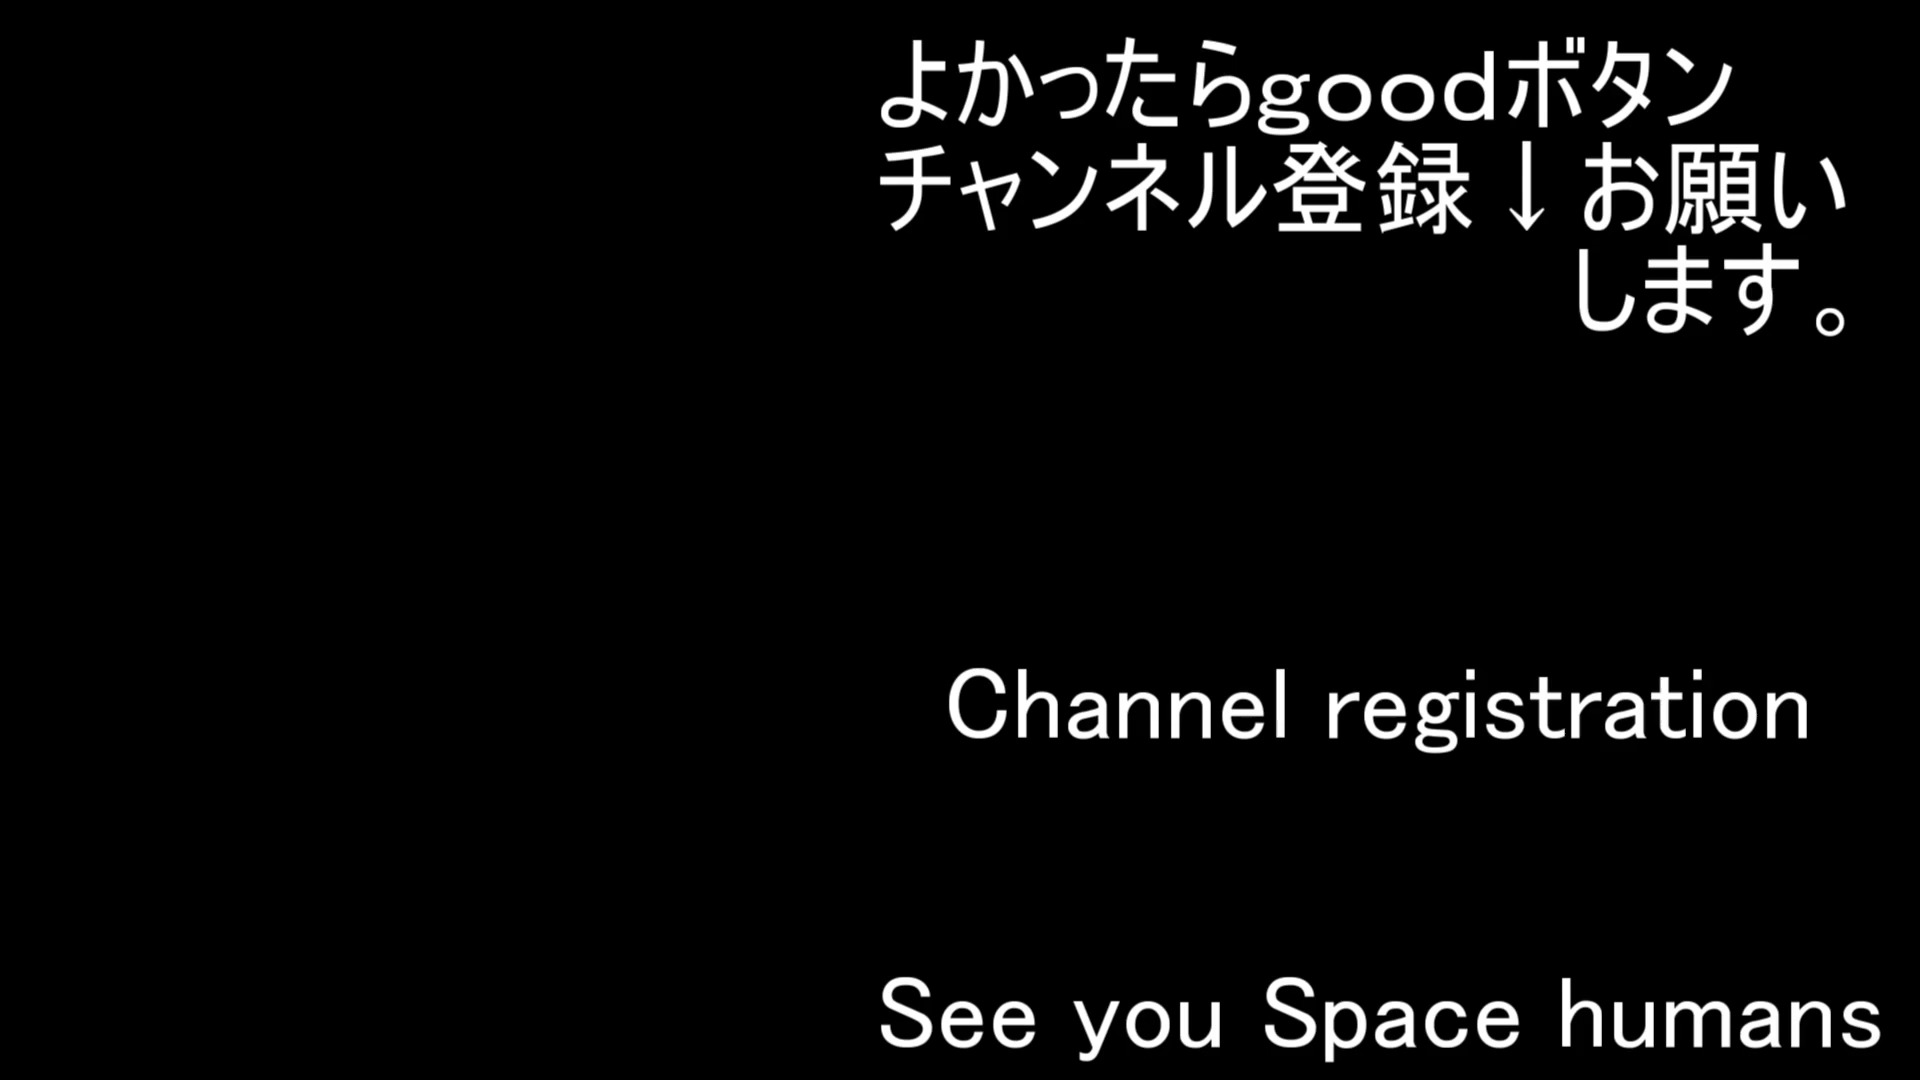 よかったらｇｏｏｄボタン
チャンネル登録↓お願い
します。
Channel registration
See you Space humans